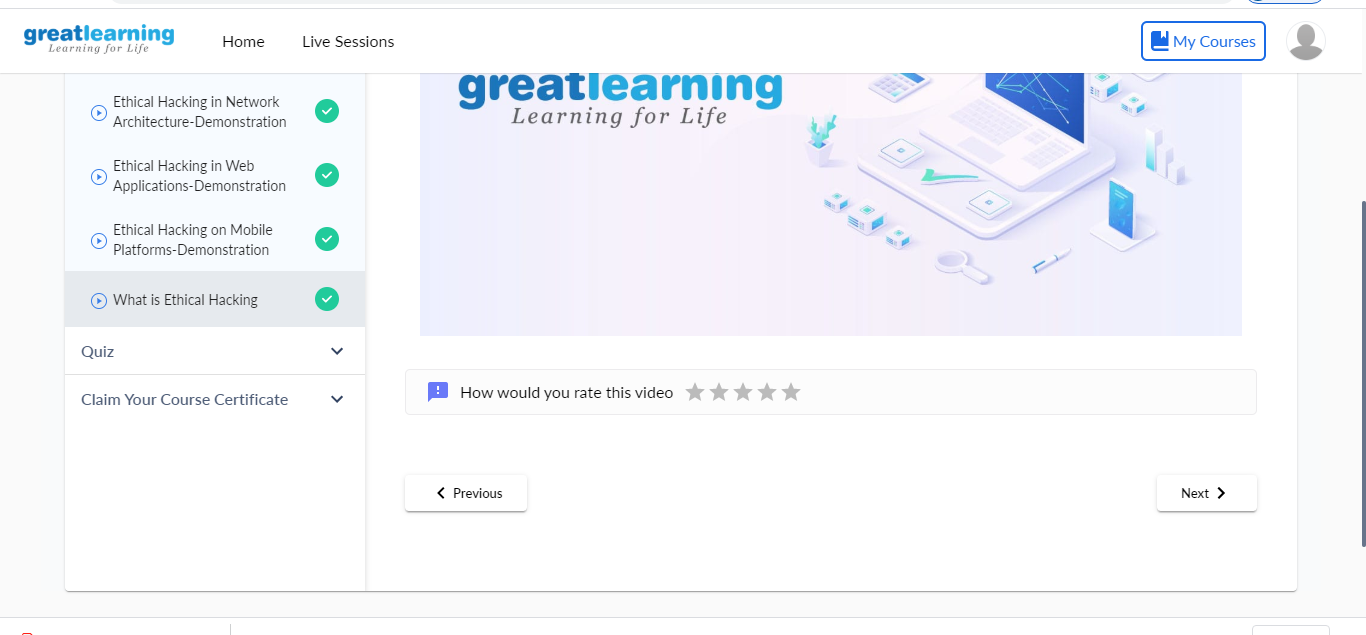 greatlearning
Learning for Life
Home
Live Sessions
My Courses
Ethical Hacking in Network
Architecture-Demonstration
Ethical Hacking in Web
Applications-Demonstration
Ethical Hacking on Mobile
Platforms-Demonstration
What is Ethical Hacking
Quiz
Claim Your Course Certificate
greatlearning
Learning for Life
How would you rate this video
Previous
Next